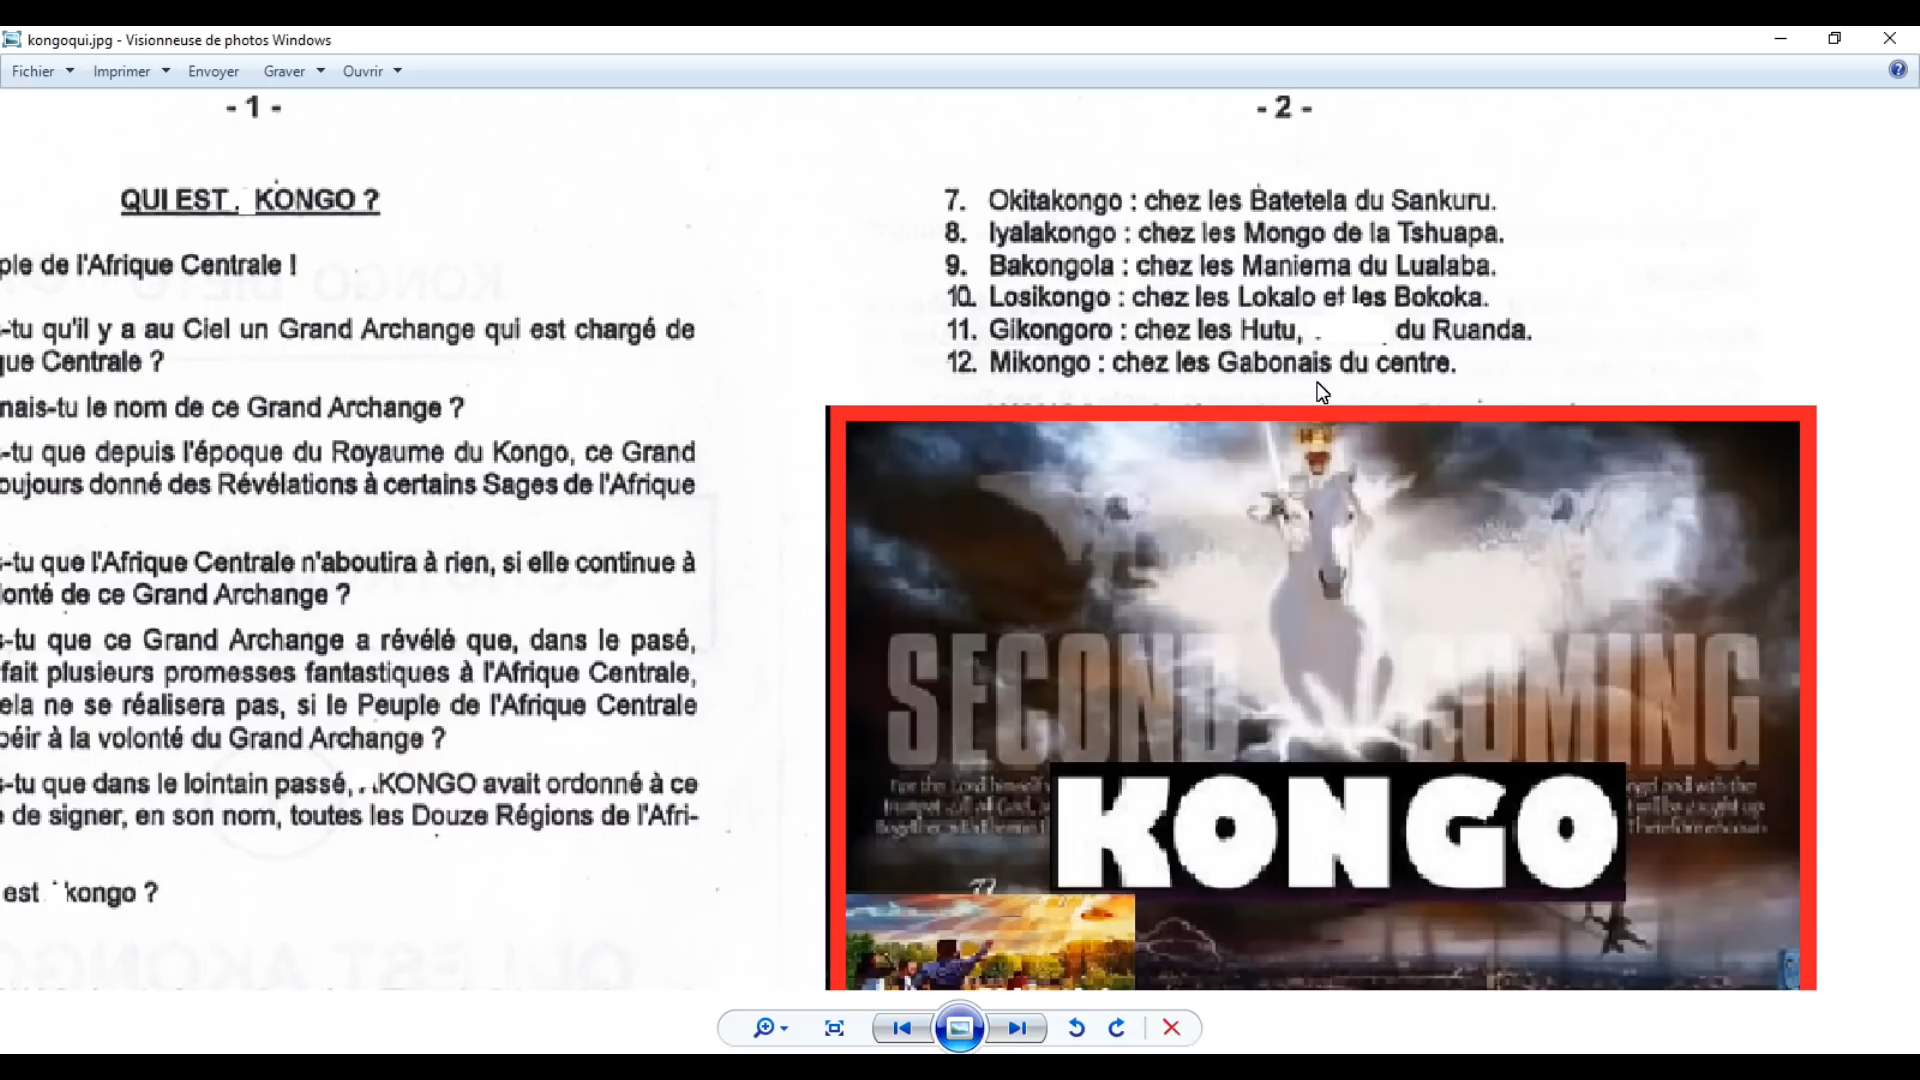 kongoqui.jpg - Visionneuse de photos Windows
Fichier Imprimer Envoyer Graver Ouvrir
- 1 -
QUI EST . KONGO ?
ple de l'Afrique Centrale !
-tu qu'il y a au Ciel un Grand Archange qui est chargé de
que Centrale ?
nais-tu le nom de ce Grand Archange ?
-tu que depuis l'époque du Royaume du Kongo, ce Grand
oujours donné des Révélations à certains Sages de l'Afrique
-tu que l'Afrique Centrale n'aboutira à rien, si elle continue à
lonté de ce Grand Archange ?
s-tu que ce Grand Archange a révélé que, dans le pasé,
fait plusieurs promesses fantastiques à l'Afrique Centrale,
ela ne se réalisera pas, si le Peuple de l'Afrique Centrale
béir à la volonté du Grand Archange ?
s-tu que dans le lointain passé, . KONGO avait ordonné à ce
e de signer, en son nom, toutes les Douze Régions de l'Afri-
est kongo ?
- 2 -
7. Okitakongo : chez les Batetela du Sankuru.
8. Iyalakongo : chez les Mongo de la Tshuapa.
9. Bakongola : chez les Maniema du Lualaba.
10. Losikongo : chez les Lokalo et les Bokoka.
11. Gikongoro : chez les Hutu, du Ruanda.
12. Mikongo : chez les Gabonais du centre.
SECOND COMING
For the Lord himself
KONGO